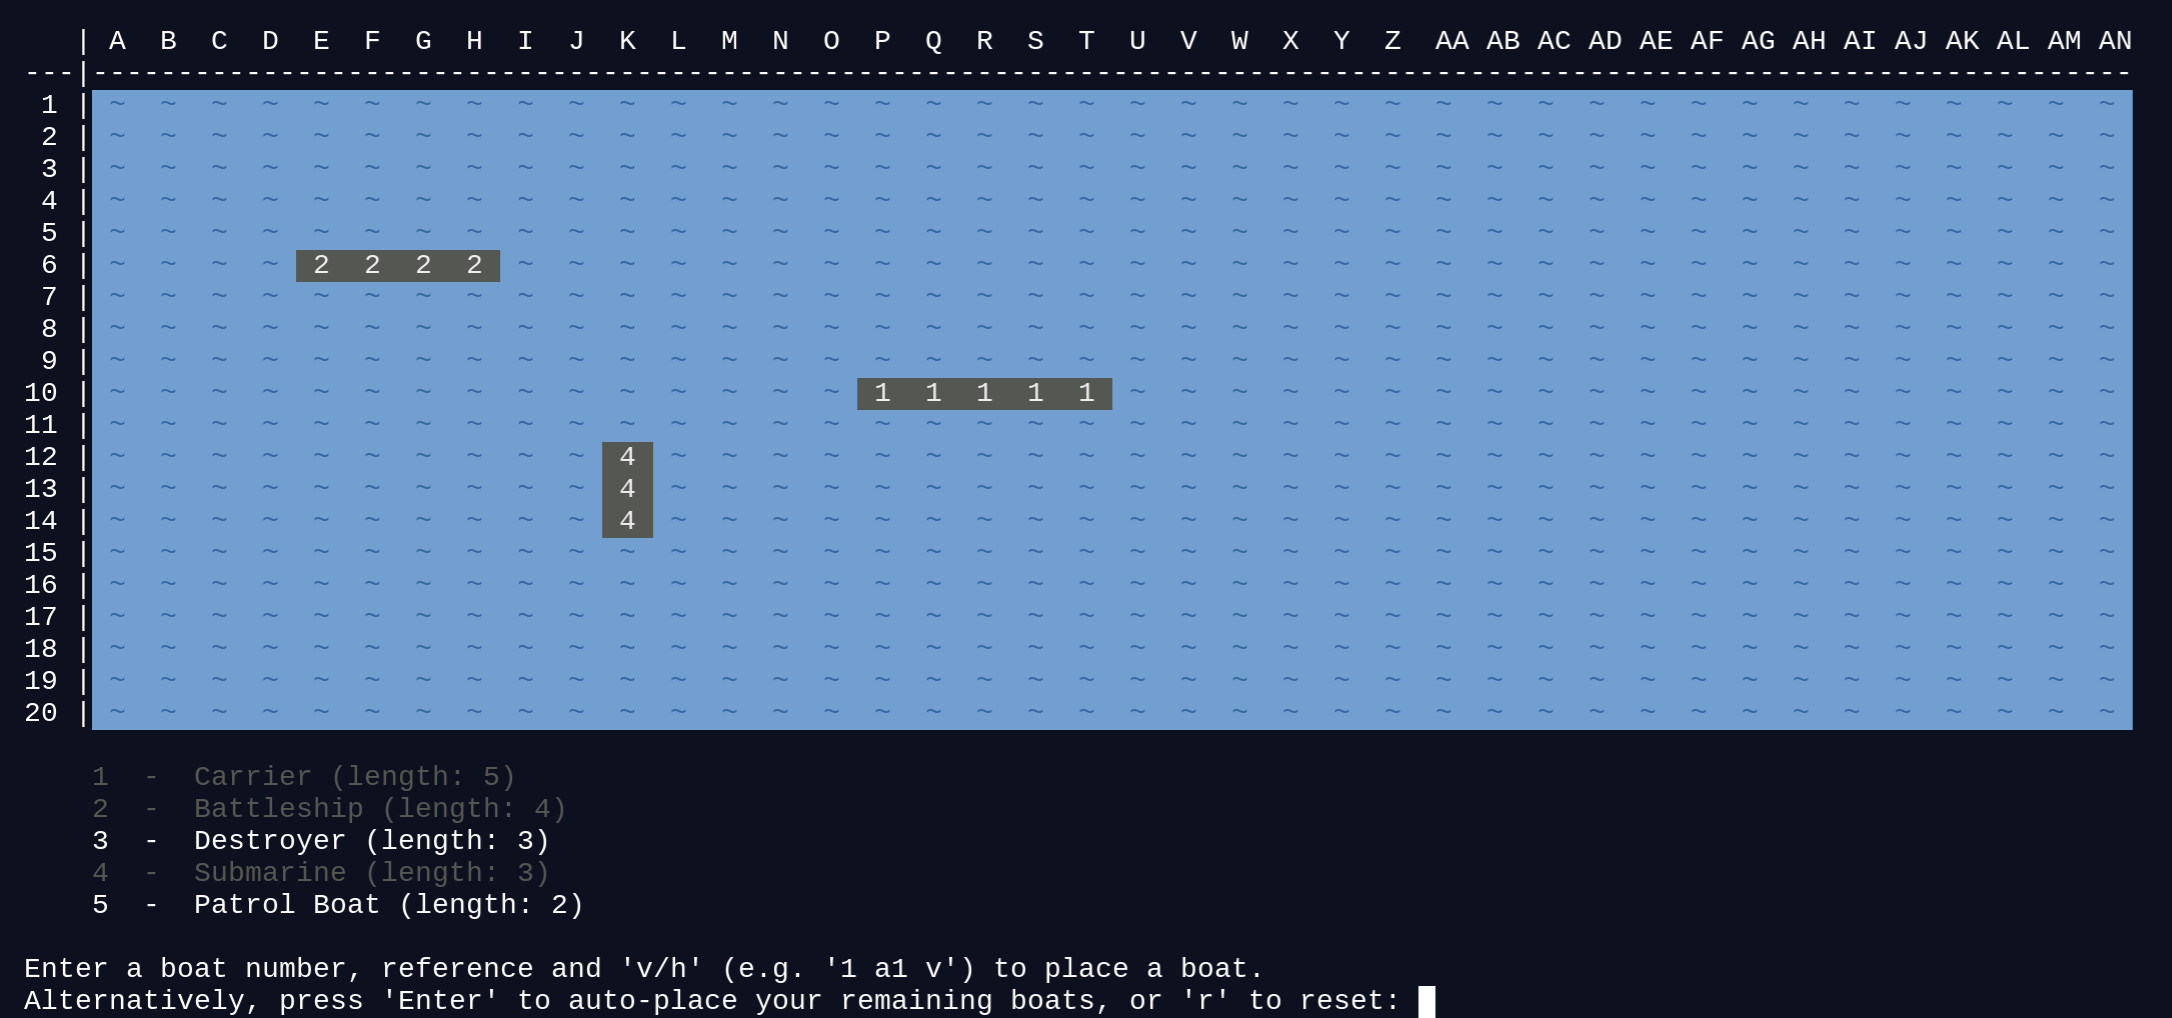 | A  B  C  D  E  F  G  H  I  J  K  L  M  N  O  P  Q  R  S  T  U  V  W  X  Y  Z  AA AB AC AD AE AF AG AH AI AJ AK AL AM AN
---|------------------------------------------------------------------------------------------------------------------------
 1 | ~  ~  ~  ~  ~  ~  ~  ~  ~  ~  ~  ~  ~  ~  ~  ~  ~  ~  ~  ~  ~  ~  ~  ~  ~  ~  ~  ~  ~  ~  ~  ~  ~  ~  ~  ~  ~  ~  ~  ~
 2 | ~  ~  ~  ~  ~  ~  ~  ~  ~  ~  ~  ~  ~  ~  ~  ~  ~  ~  ~  ~  ~  ~  ~  ~  ~  ~  ~  ~  ~  ~  ~  ~  ~  ~  ~  ~  ~  ~  ~  ~
 3 | ~  ~  ~  ~  ~  ~  ~  ~  ~  ~  ~  ~  ~  ~  ~  ~  ~  ~  ~  ~  ~  ~  ~  ~  ~  ~  ~  ~  ~  ~  ~  ~  ~  ~  ~  ~  ~  ~  ~  ~
 4 | ~  ~  ~  ~  ~  ~  ~  ~  ~  ~  ~  ~  ~  ~  ~  ~  ~  ~  ~  ~  ~  ~  ~  ~  ~  ~  ~  ~  ~  ~  ~  ~  ~  ~  ~  ~  ~  ~  ~  ~
 5 | ~  ~  ~  ~  ~  ~  ~  ~  ~  ~  ~  ~  ~  ~  ~  ~  ~  ~  ~  ~  ~  ~  ~  ~  ~  ~  ~  ~  ~  ~  ~  ~  ~  ~  ~  ~  ~  ~  ~  ~
 6 | ~  ~  ~  ~  2  2  2  2  ~  ~  ~  ~  ~  ~  ~  ~  ~  ~  ~  ~  ~  ~  ~  ~  ~  ~  ~  ~  ~  ~  ~  ~  ~  ~  ~  ~  ~  ~  ~  ~
 7 | ~  ~  ~  ~  ~  ~  ~  ~  ~  ~  ~  ~  ~  ~  ~  ~  ~  ~  ~  ~  ~  ~  ~  ~  ~  ~  ~  ~  ~  ~  ~  ~  ~  ~  ~  ~  ~  ~  ~  ~
 8 | ~  ~  ~  ~  ~  ~  ~  ~  ~  ~  ~  ~  ~  ~  ~  ~  ~  ~  ~  ~  ~  ~  ~  ~  ~  ~  ~  ~  ~  ~  ~  ~  ~  ~  ~  ~  ~  ~  ~  ~
 9 | ~  ~  ~  ~  ~  ~  ~  ~  ~  ~  ~  ~  ~  ~  ~  ~  ~  ~  ~  ~  ~  ~  ~  ~  ~  ~  ~  ~  ~  ~  ~  ~  ~  ~  ~  ~  ~  ~  ~  ~
10 | ~  ~  ~  ~  ~  ~  ~  ~  ~  ~  ~  ~  ~  ~  ~  1  1  1  1  1  ~  ~  ~  ~  ~  ~  ~  ~  ~  ~  ~  ~  ~  ~  ~  ~  ~  ~  ~  ~
11 | ~  ~  ~  ~  ~  ~  ~  ~  ~  ~  ~  ~  ~  ~  ~  ~  ~  ~  ~  ~  ~  ~  ~  ~  ~  ~  ~  ~  ~  ~  ~  ~  ~  ~  ~  ~  ~  ~  ~  ~
12 | ~  ~  ~  ~  ~  ~  ~  ~  ~  ~  4  ~  ~  ~  ~  ~  ~  ~  ~  ~  ~  ~  ~  ~  ~  ~  ~  ~  ~  ~  ~  ~  ~  ~  ~  ~  ~  ~  ~  ~
13 | ~  ~  ~  ~  ~  ~  ~  ~  ~  ~  4  ~  ~  ~  ~  ~  ~  ~  ~  ~  ~  ~  ~  ~  ~  ~  ~  ~  ~  ~  ~  ~  ~  ~  ~  ~  ~  ~  ~  ~
14 | ~  ~  ~  ~  ~  ~  ~  ~  ~  ~  4  ~  ~  ~  ~  ~  ~  ~  ~  ~  ~  ~  ~  ~  ~  ~  ~  ~  ~  ~  ~  ~  ~  ~  ~  ~  ~  ~  ~  ~
15 | ~  ~  ~  ~  ~  ~  ~  ~  ~  ~  ~  ~  ~  ~  ~  ~  ~  ~  ~  ~  ~  ~  ~  ~  ~  ~  ~  ~  ~  ~  ~  ~  ~  ~  ~  ~  ~  ~  ~  ~
16 | ~  ~  ~  ~  ~  ~  ~  ~  ~  ~  ~  ~  ~  ~  ~  ~  ~  ~  ~  ~  ~  ~  ~  ~  ~  ~  ~  ~  ~  ~  ~  ~  ~  ~  ~  ~  ~  ~  ~  ~
17 | ~  ~  ~  ~  ~  ~  ~  ~  ~  ~  ~  ~  ~  ~  ~  ~  ~  ~  ~  ~  ~  ~  ~  ~  ~  ~  ~  ~  ~  ~  ~  ~  ~  ~  ~  ~  ~  ~  ~  ~
18 | ~  ~  ~  ~  ~  ~  ~  ~  ~  ~  ~  ~  ~  ~  ~  ~  ~  ~  ~  ~  ~  ~  ~  ~  ~  ~  ~  ~  ~  ~  ~  ~  ~  ~  ~  ~  ~  ~  ~  ~
19 | ~  ~  ~  ~  ~  ~  ~  ~  ~  ~  ~  ~  ~  ~  ~  ~  ~  ~  ~  ~  ~  ~  ~  ~  ~  ~  ~  ~  ~  ~  ~  ~  ~  ~  ~  ~  ~  ~  ~  ~
20 | ~  ~  ~  ~  ~  ~  ~  ~  ~  ~  ~  ~  ~  ~  ~  ~  ~  ~  ~  ~  ~  ~  ~  ~  ~  ~  ~  ~  ~  ~  ~  ~  ~  ~  ~  ~  ~  ~  ~  ~
1  -  Carrier (length: 5)
2  -  Battleship (length: 4)
3  -  Destroyer (length: 3)
4  -  Submarine (length: 3)
5  -  Patrol Boat (length: 2)
Enter a boat number, reference and 'v/h' (e.g. '1 a1 v') to place a boat.
Alternatively, press 'Enter' to auto-place your remaining boats, or 'r' to reset: